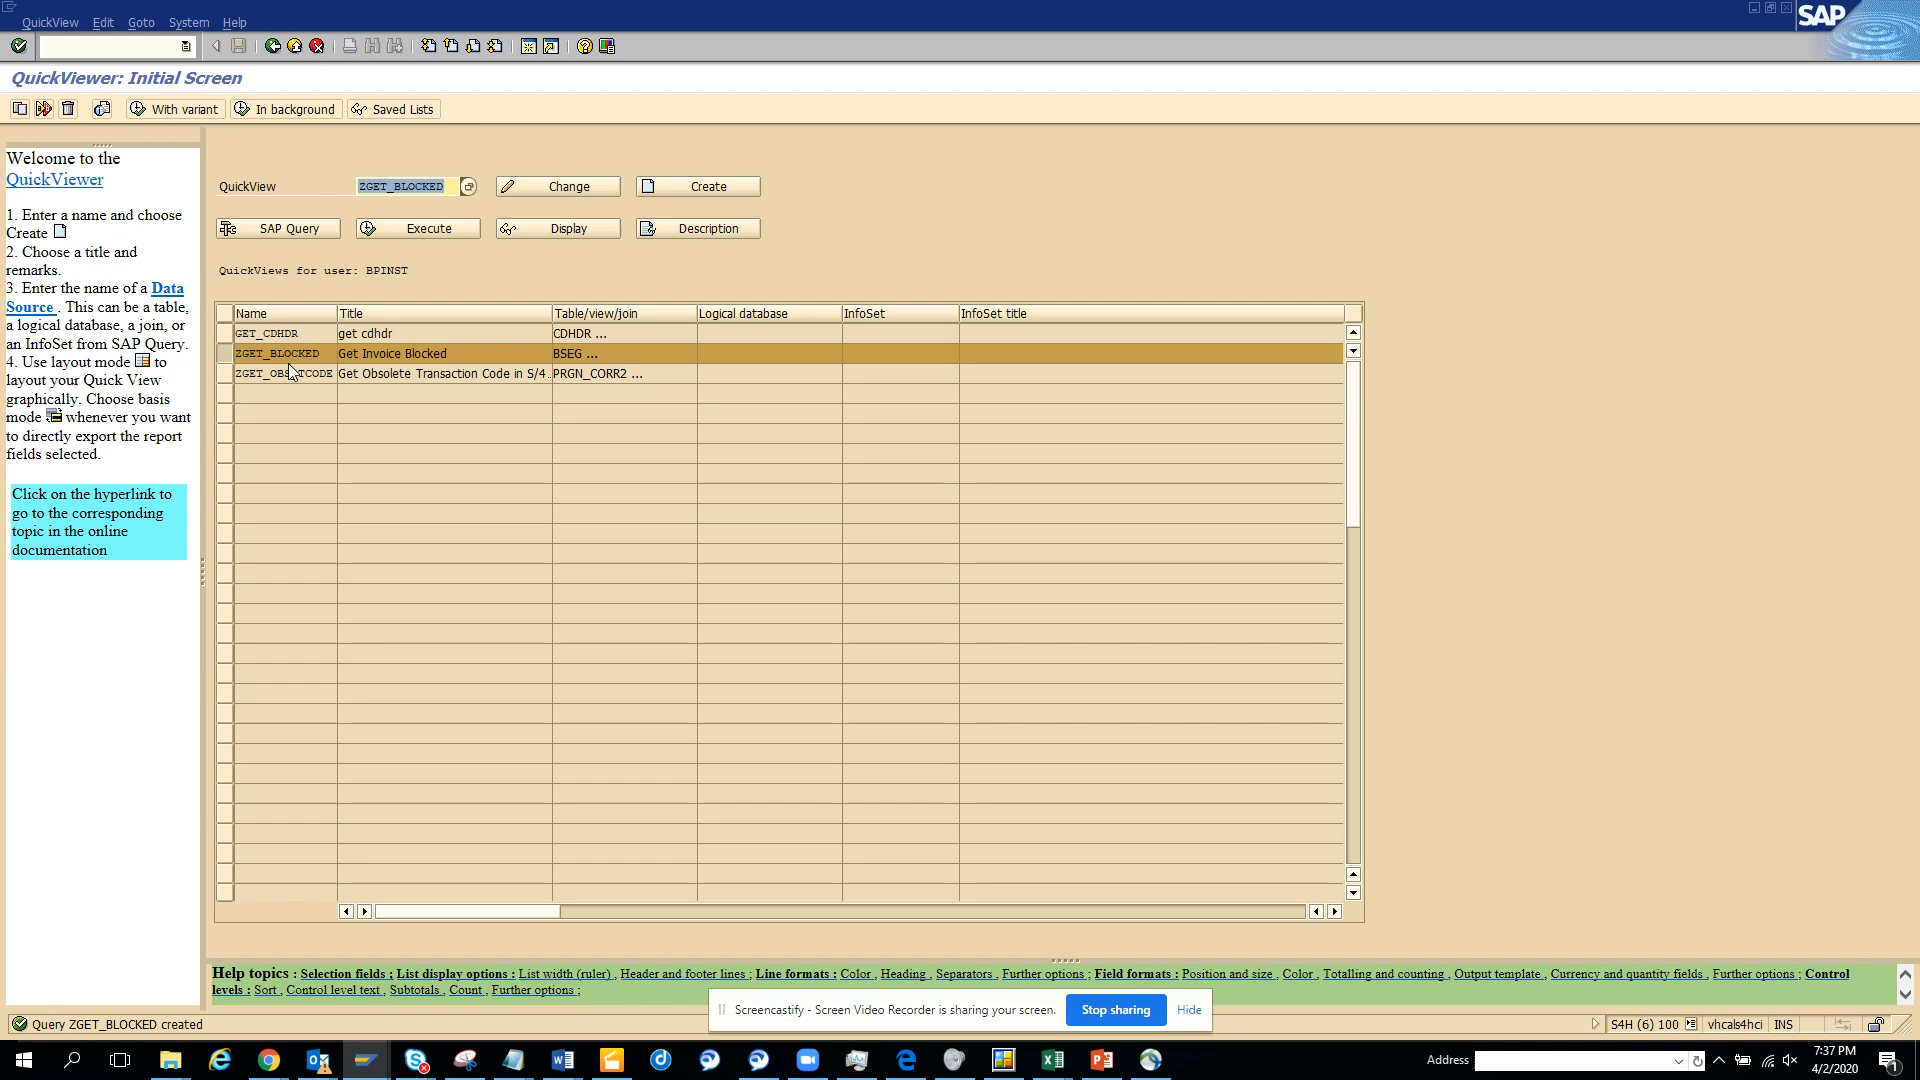 QuickView Edit Goto System Help
SAP
QuickViewer: Initial Screen
With variant In background Saved Lists
Welcome to the
QuickViewer
1. Enter a name and choose
Create
2. Choose a title and
remarks.
3. Enter the name of a Data
Source . This can be a table,
a logical database, a join, or
an InfoSet from SAP Query.
4. Use layout mode to
layout your Quick View
graphically. Choose basis
mode whenever you want
to directly export the report
fields selected.
Click on the hyperlink to
go to the corresponding
topic in the online
documentation
QuickView ZGET_BLOCKED Change Create
SAP Query Execute Display Description
QuickViews for user: BPINST
Name Title Table/view/join Logical database InfoSet InfoSet title
GET_CDHDR get cdhdr CDHDR ...
ZGET_BLOCKED Get Invoice Blocked BSEG ...
Get Obsolete Transaction Code in S/4.. PRGN_CORR2 ...
Help topics : Selection fields ; List display options : List width (ruler) , Header and footer lines ; Line formats : Color , Heading , Separators , Further options ; Field formats : Position and size , Color , Totalling and counting , Output template , Currency and quantity fields , Further options ; Control
levels : Sort , Control level text , Subtotals , Count , Further options ;
Screencastify - Screen Video Recorder is sharing your screen. Stop sharing Hide
Query ZGET_BLOCKED created
S4H (6) 100 vhcals4hci INS
Address
7:37 PM
4/2/2020
1